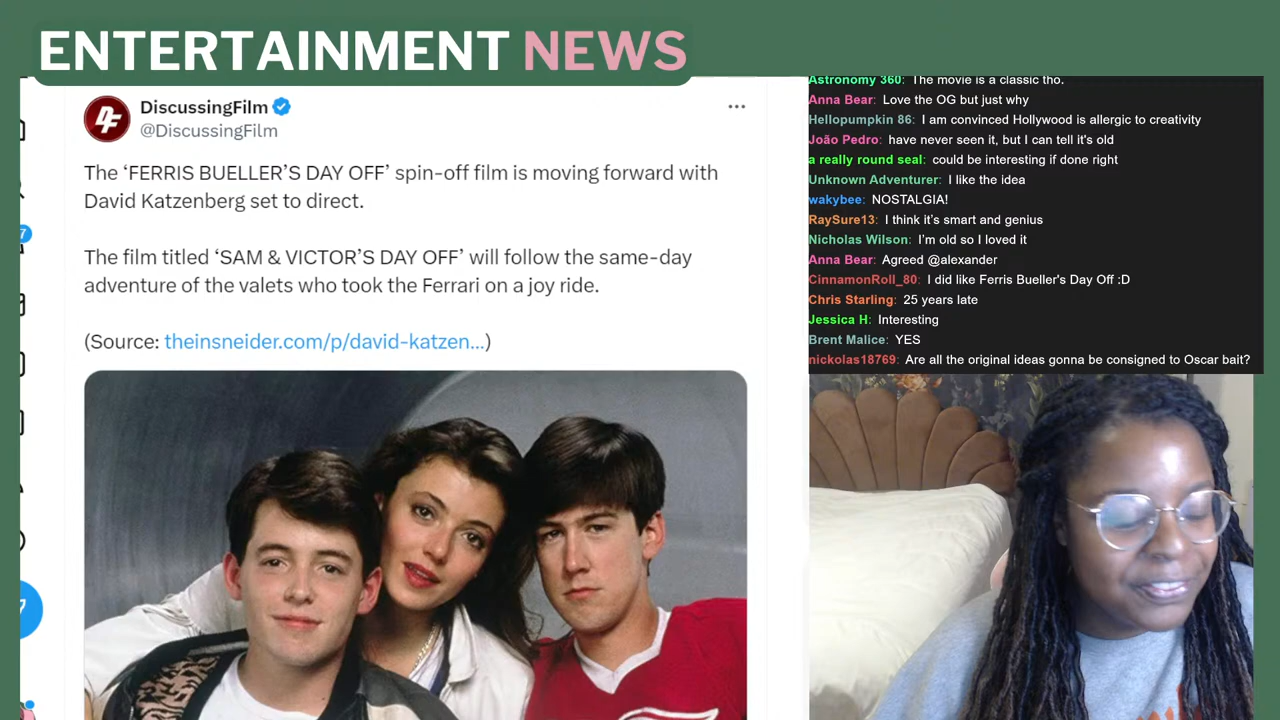 ENTERTAINMENT NEWS
DiscussingFilm
@DiscussingFilm
The ‘FERRIS BUELLER’S DAY OFF’ spin-off film is moving forward with
David Katzenberg set to direct.
The film titled ‘SAM & VICTOR’S DAY OFF’ will follow the same-day
adventure of the valets who took the Ferrari on a joy ride.
(Source: theinsneider.com/p/david-katzen...)
Astronomy 360: The movie is a classic tho.
Anna Bear: Love the OG but just why
Hellopumpkin 86: I am convinced Hollywood is allergic to creativity
João Pedro: have never seen it, but I can tell it's old
a really round seal: could be interesting if done right
Unknown Adventurer: I like the idea
wakybee: NOSTALGIA!
RaySure13: I think it’s smart and genius
Nicholas Wilson: I’m old so I loved it
Anna Bear: Agreed @alexander
CinnamonRoll_80: I did like Ferris Bueller's Day Off :D
Chris Starling: 25 years late
Jessica H: Interesting
Brent Malice: YES
nickolas18769: Are all the original ideas gonna be consigned to Oscar bait?